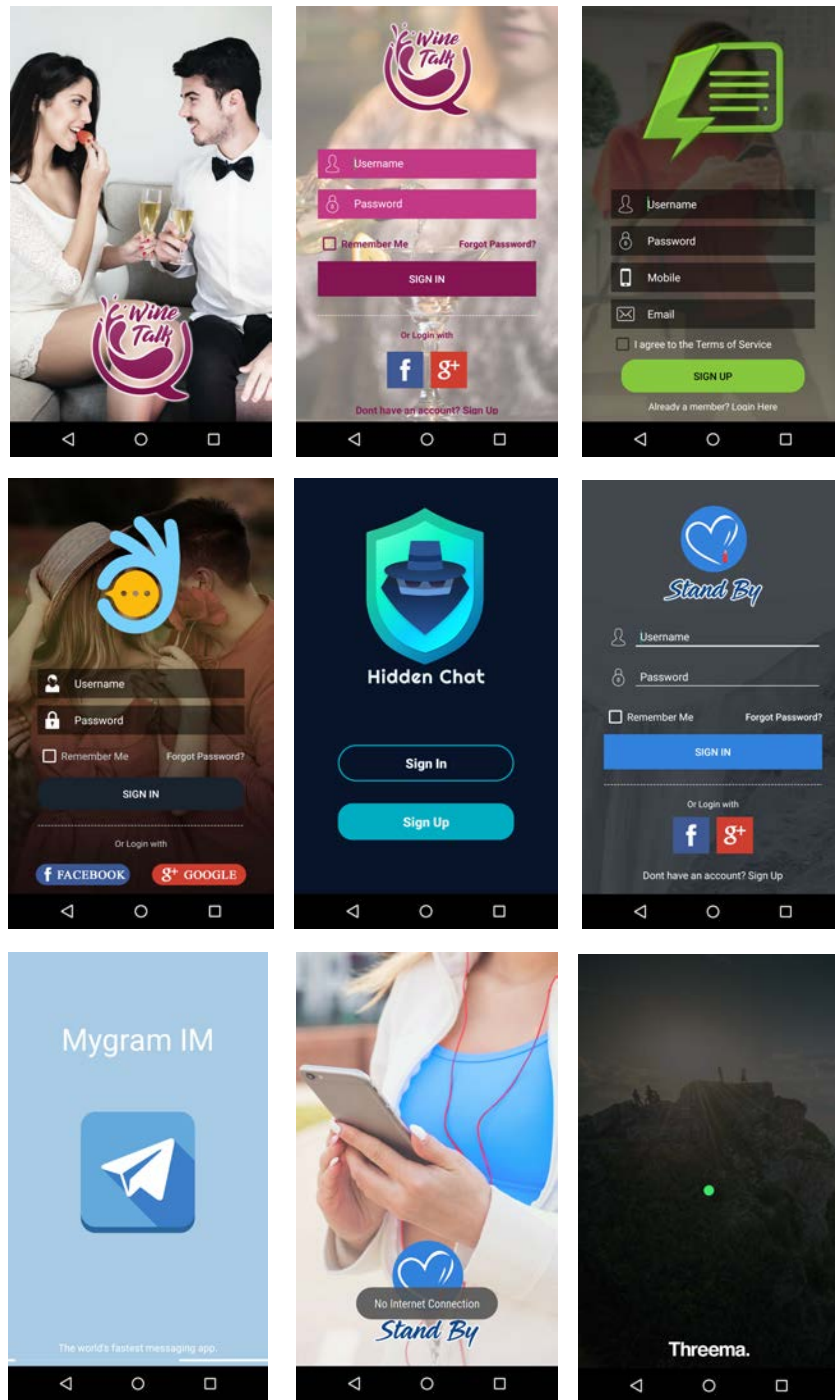 Wine
Talk
Wine
Talk
Username
Password
Remember Me
Forgot Password?
SIGN IN
Or Login with
f
g+
Dont have an account? Sign Up
Username
Password
Mobile
Email
I agree to the Terms of Service
SIGN UP
Already a member? Login Here
Username
Password
Remember Me
Forgot Password?
SIGN IN
Or Login with
f FACEBOOK
g+ GOOGLE
Hidden Chat
Sign In
Sign Up
Stand By
Username
Password
Remember Me
Forgot Password?
SIGN IN
Or Login with
f
g+
Dont have an account? Sign Up
Mygram IM
The world's fastest messaging app.
No Internet Connection
Stand By
Threema.